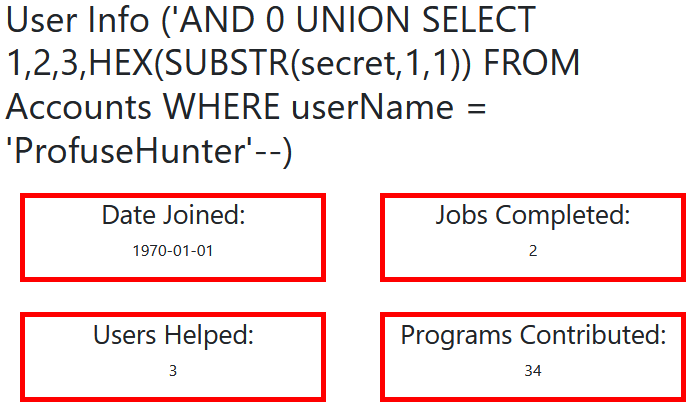 User Info ('AND 0 UNION SELECT
1,2,3,HEX(SUBSTR(secret,1,1)) FROM
Accounts WHERE userName =
'ProfuseHunter'--)
Date Joined:
1970-01-01
Jobs Completed:
2
Users Helped:
3
Programs Contributed:
34